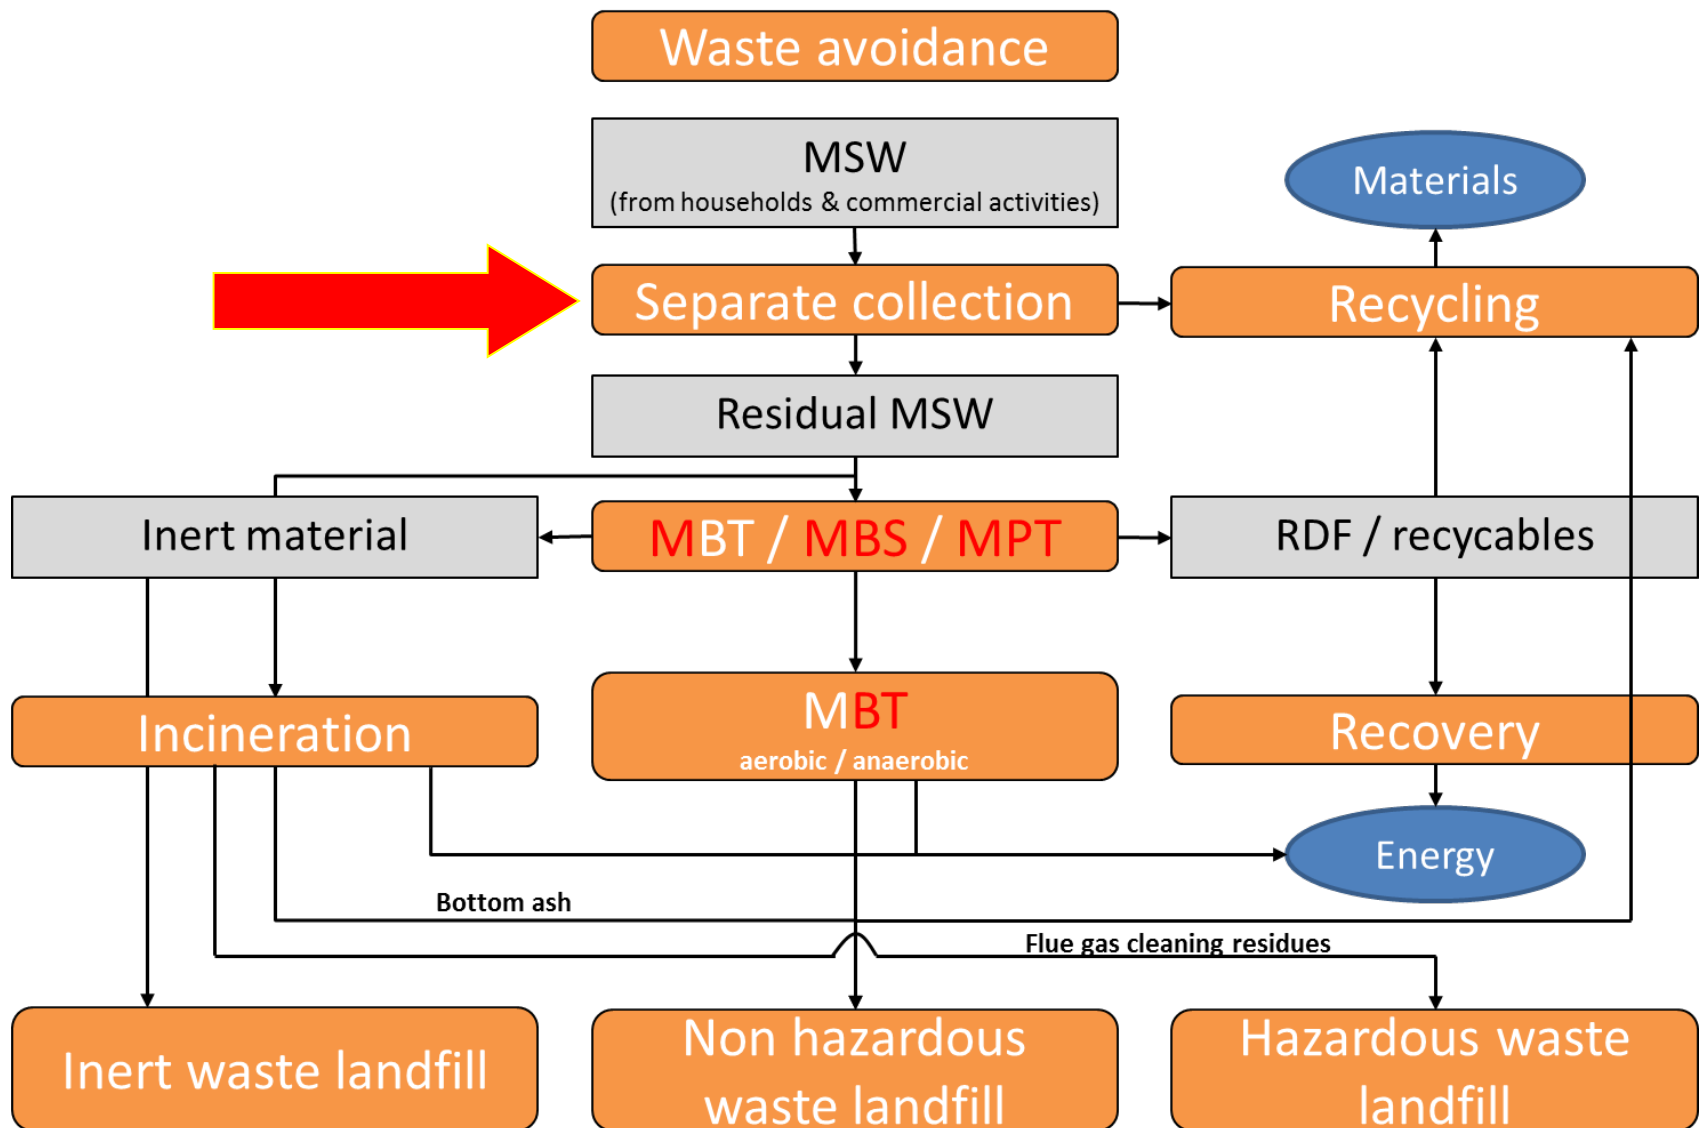 Waste avoidance
MSW
(from households & commercial activities)
Materials
Separate collection
Recycling
Residual MSW
Inert material
MBT / MBS / MPT
RDF / recycables
Incineration
MBT
aerobic / anaerobic
Recovery
Energy
Bottom ash
Flue gas cleaning residues
Inert waste landfill
Non hazardous
waste landfill
Hazardous waste
landfill